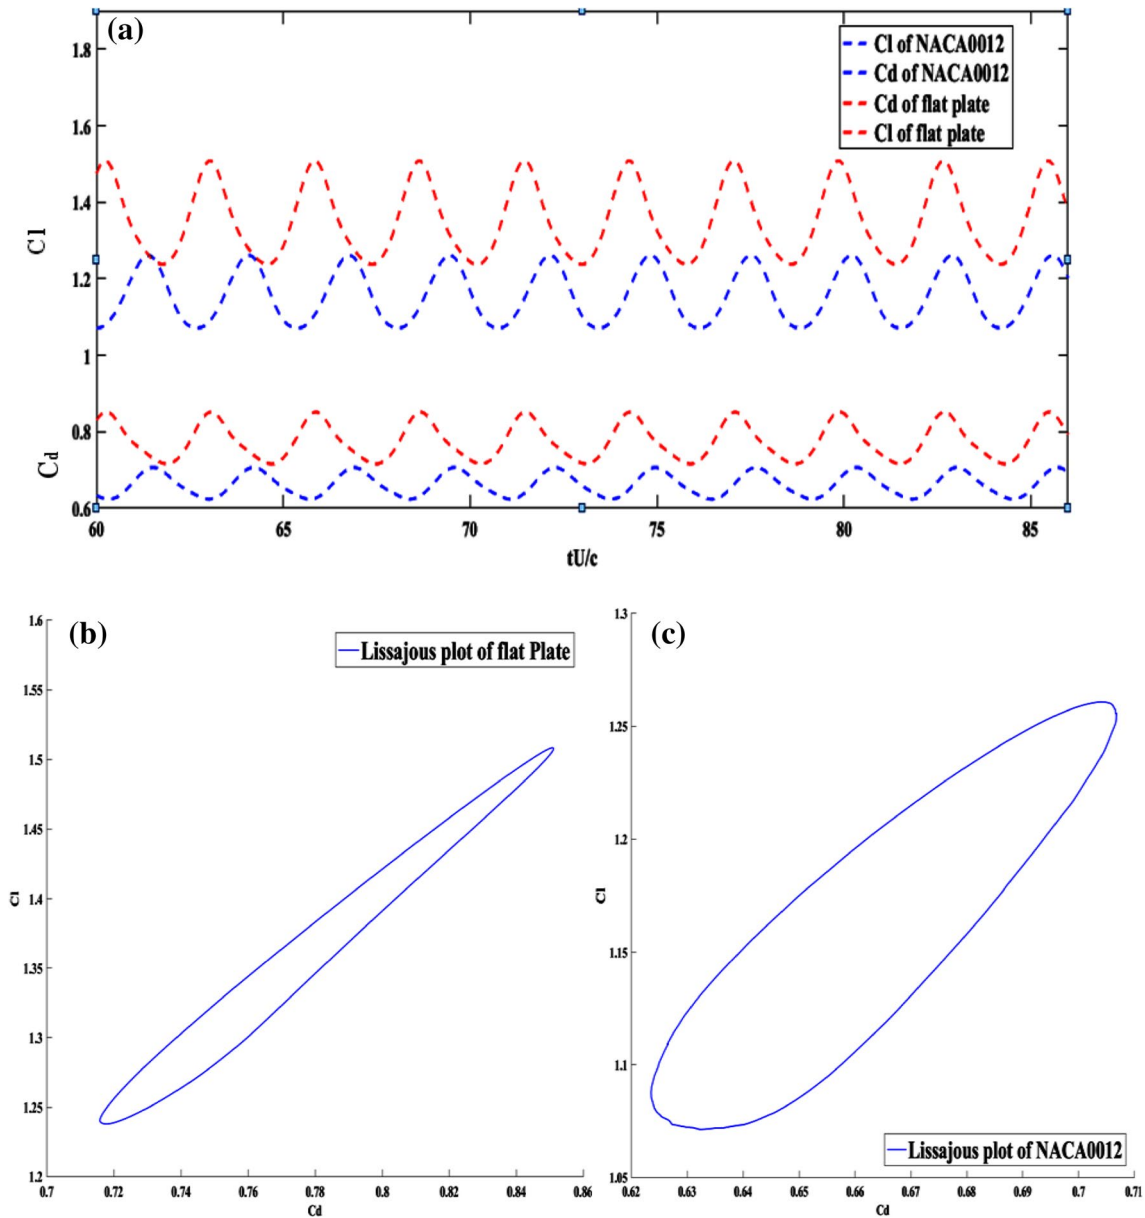 (a)
Cl of NACA0012
Cd of NACA0012
Cd of flat plate
Cl of flat plate
1.8
1.6
1.4
1.2
1
0.8
0.6
Cl
Cd
60 65 70 75 80 85
tU/c
(b)
Lissajous plot of flat Plate
1.6
1.55
1.5
1.45
1.4
1.35
1.3
1.25
1.2
Cl
0.7 0.72 0.74 0.76 0.78 0.8 0.82 0.84 0.86
Cd
(c)
1.3
1.25
1.2
1.15
1.1
1.05
Cl
Lissajous plot of NACA0012
0.62 0.63 0.64 0.65 0.66 0.67 0.68 0.69 0.7 0.71
Cd